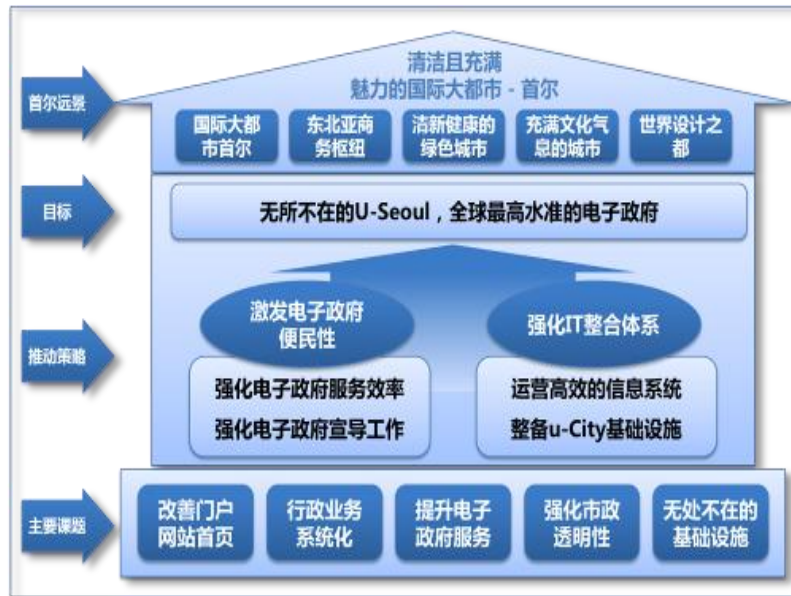 清洁且充满
魅力的国际大都市 - 首尔
首尔远景
国际大都
市首尔
东北亚商
务枢纽
清新健康的
绿色城市
充满文化气
息的城市
世界设计之
都
目标
无所不在的U-Seoul，全球最高水准的电子政府
推动策略
激发电子政府
便民性
强化IT整合体系
强化电子政府服务效率
强化电子政府宣导工作
运营高效的信息系统
整备u-City基础设施
主要课题
改善门户
网站首页
行政业务
系统化
提升电子
政府服务
强化市政
透明性
无处不在的
基础设施